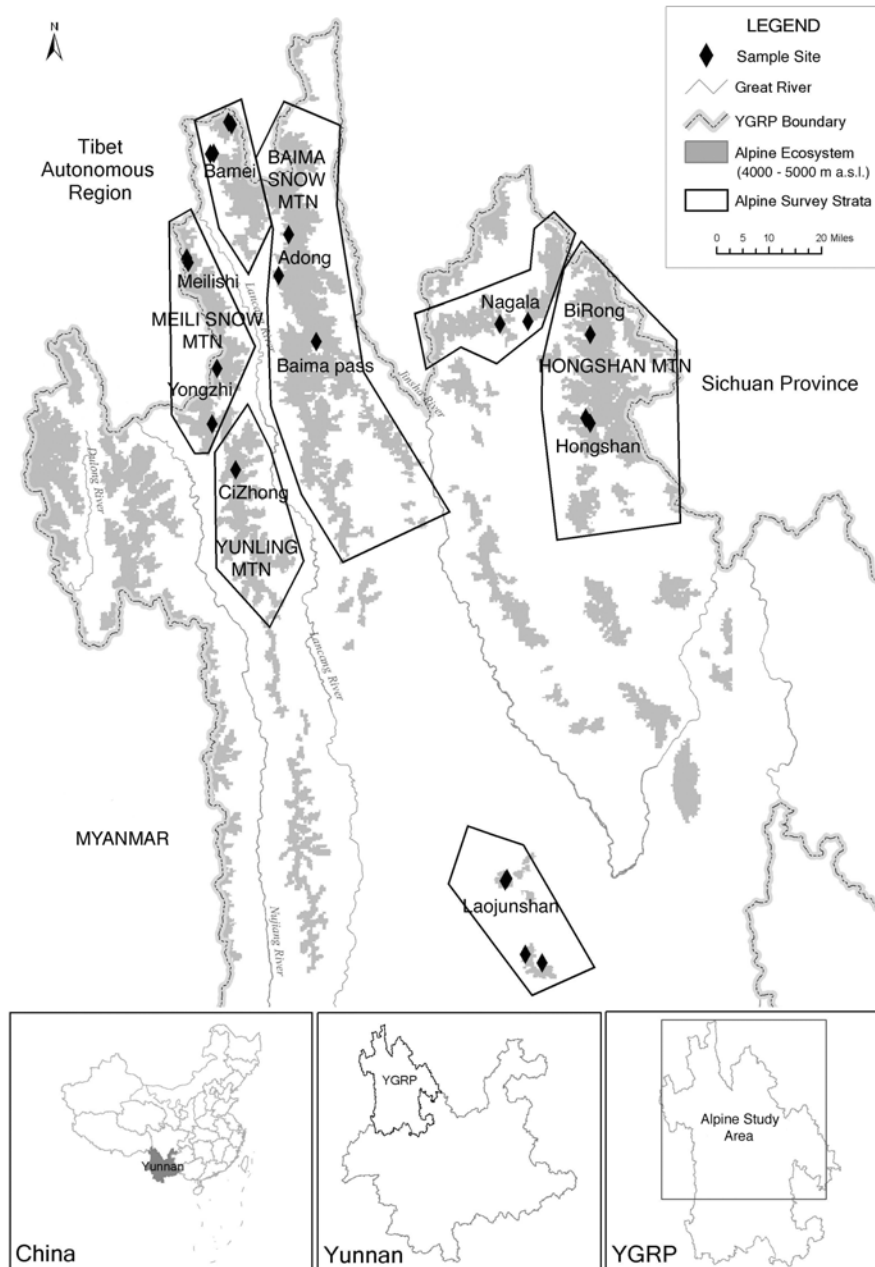 N
LEGEND
Sample Site
Great River
YGRP Boundary
Alpine Ecosystem
(4000 - 5000 m a.s.l.)
Alpine Survey Strata
0 5 10 20 Miles
Tibet
Autonomous
Region
Bamei
BAIMA
SNOW
MTN
Adong
Meilishi
Lancang River
MEILI SNOW
MTN
Nagala
BiRong
HONGSHAN MTN
Baima pass
Jinsha River
Sichuan Province
Yongzhi
Hongshan
Dulong River
CiZhong
YUNLING
MTN
Lancang River
MYANMAR
Laojunshan
Nujiang River
Yunnan
China
YGRP
Yunnan
Alpine Study
Area
YGRP